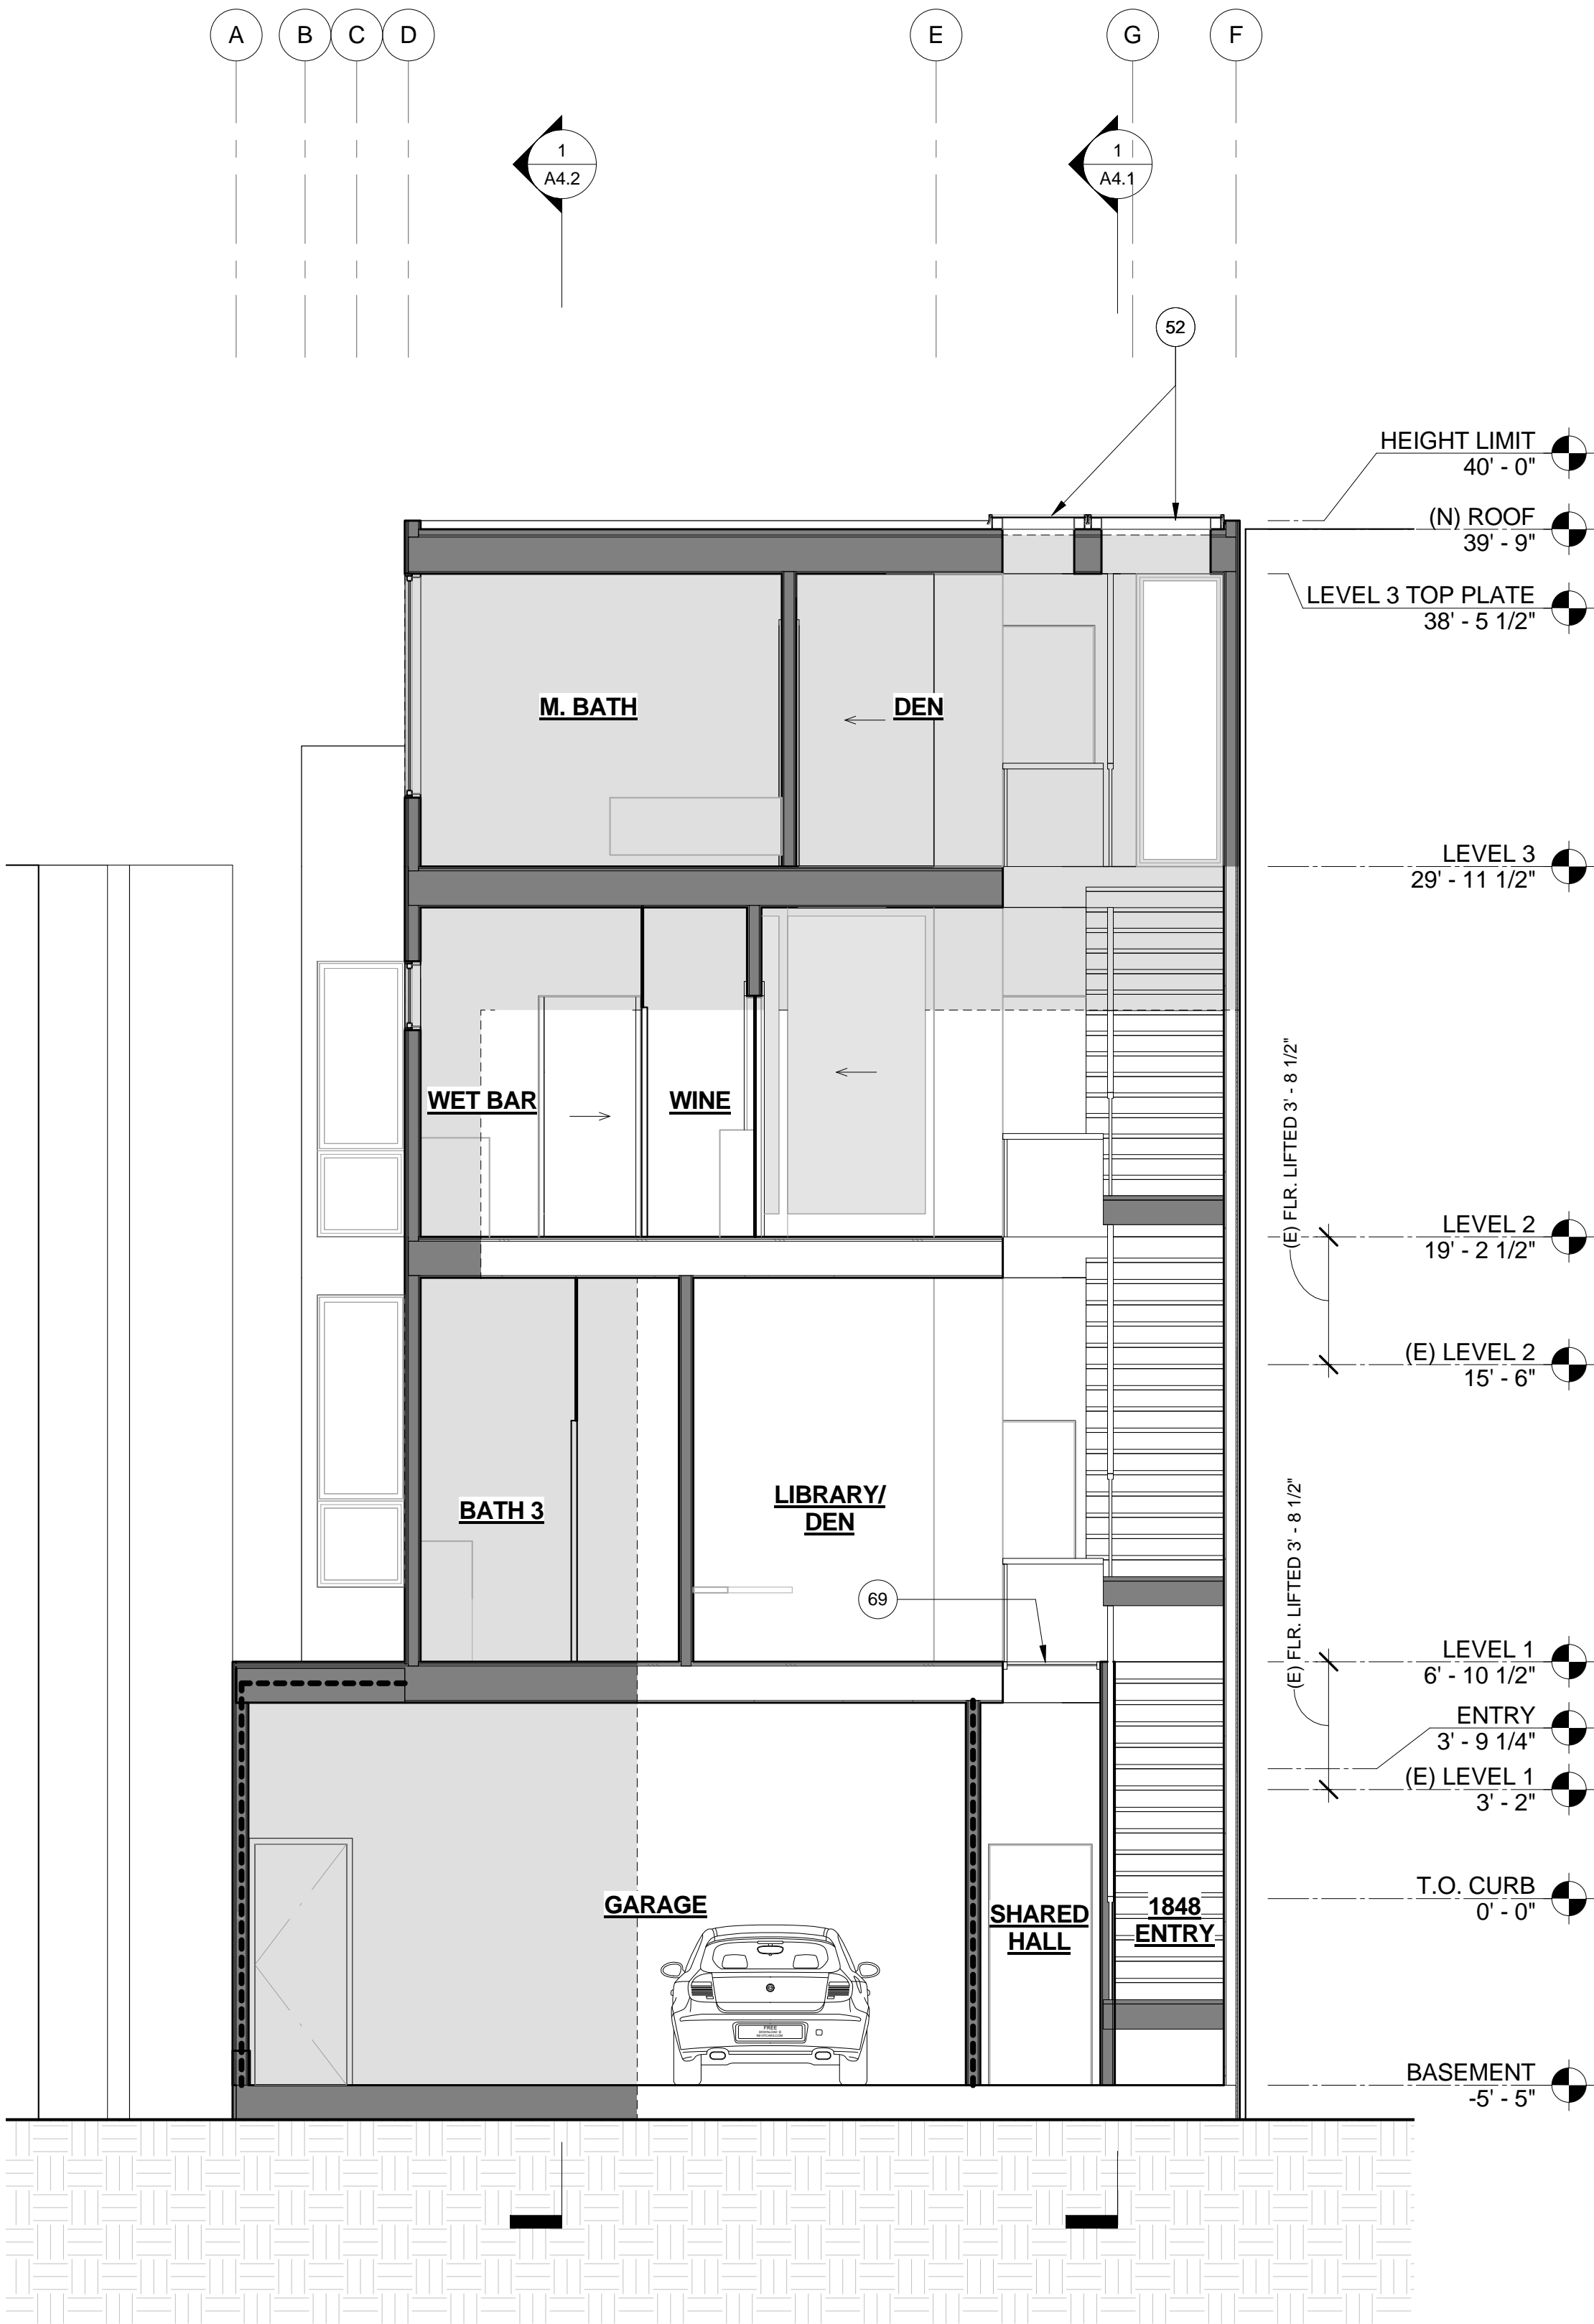 A B C D E G F
1
A4.2
1
A4.1
52
HEIGHT LIMIT
40' - 0"
(N) ROOF
39' - 9"
LEVEL 3 TOP PLATE
38' - 5 1/2"
M. BATH
DEN
LEVEL 3
29' - 11 1/2"
WET BAR
WINE
(E) FLR. LIFTED 3' - 8 1/2"
LEVEL 2
19' - 2 1/2"
(E) LEVEL 2
15' - 6"
BATH 3
LIBRARY/
DEN
69
(E) FLR. LIFTED 3' - 8 1/2"
LEVEL 1
6' - 10 1/2"
ENTRY
3' - 9 1/4"
(E) LEVEL 1
3' - 2"
T.O. CURB
0' - 0"
GARAGE
SHARED
HALL
1848
ENTRY
FREE
BASEMENT
-5' - 5"